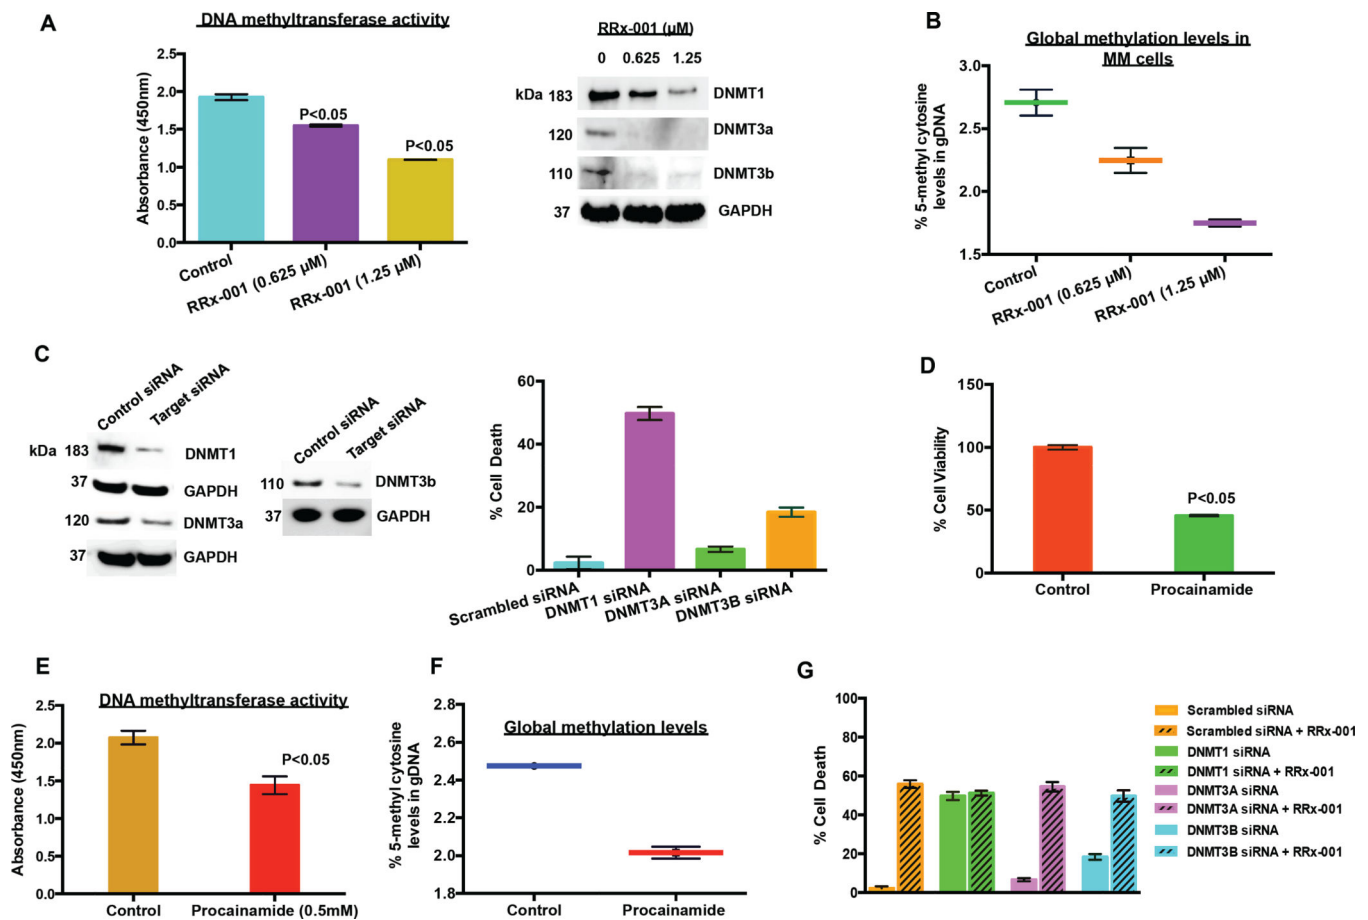 A
DNA methyltransferase activity
Absorbance (450nm)
2.5
2.0
1.5
1.0
0.5
0.0
P<0.05
P<0.05
Control
RRx-001 (0.625 µM)
RRx-001 (1.25 µM)
RRx-001 (µM)
0 0.625 1.25
kDa 183 DNMT1
120 DNMT3a
110 DNMT3b
37 GAPDH
B
Global methylation levels in
MM cells
% 5-methyl cytosine
levels in gDNA
3.0
2.5
2.0
1.5
Control
RRx-001 (0.625 µM)
RRx-001 (1.25 µM)
C
Control siRNA
Target siRNA
kDa 183 DNMT1
37 GAPDH
120 DNMT3a
37 GAPDH
Control siRNA
Target siRNA
110 DNMT3b
37 GAPDH
% Cell Death
60
40
20
0
Scrambled siRNA
DNMT1 siRNA
DNMT3A siRNA
DNMT3B siRNA
D
% Cell Viability
150
100
50
0
P<0.05
Control
Procainamide
E
DNA methyltransferase activity
Absorbance (450nm)
2.5
2.0
1.5
1.0
0.5
0.0
P<0.05
Control
Procainamide (0.5mM)
F
Global methylation levels
% 5-methyl cytosine
levels in gDNA
2.8
2.6
2.4
2.2
2.0
1.8
Control
Procainamide
G
% Cell Death
100
80
60
40
20
0
Scrambled siRNA
Scrambled siRNA + RRx-001
DNMT1 siRNA
DNMT1 siRNA + RRx-001
DNMT3A siRNA
DNMT3A siRNA + RRx-001
DNMT3B siRNA
DNMT3B siRNA + RRx-001